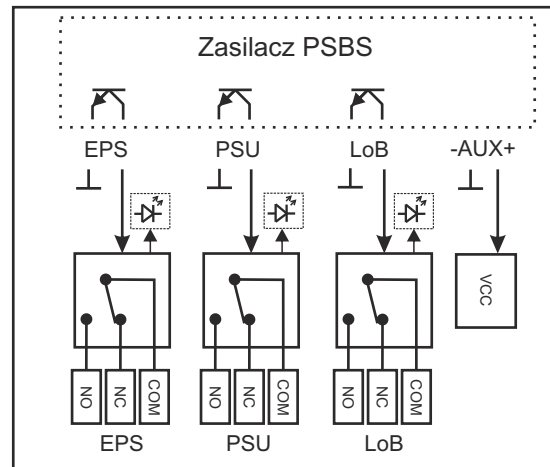 Zasilacz PSBS
EPS PSU LoB -AUX+
VCC
NO NC COM NO NC COM NO NC COM
EPS PSU LoB